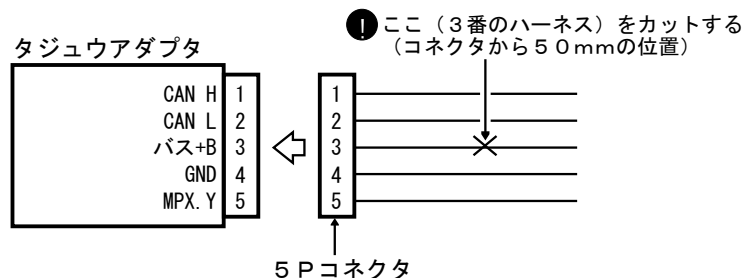 ! ここ（３番のハーネス）をカットする
（コネクタから５０ｍｍの位置）
タジュウアダプタ
CAN H 1 1
CAN L 2 2
バス+B 3 3
GND 4 4
MPX.Y 5 5
５Ｐコネクタ